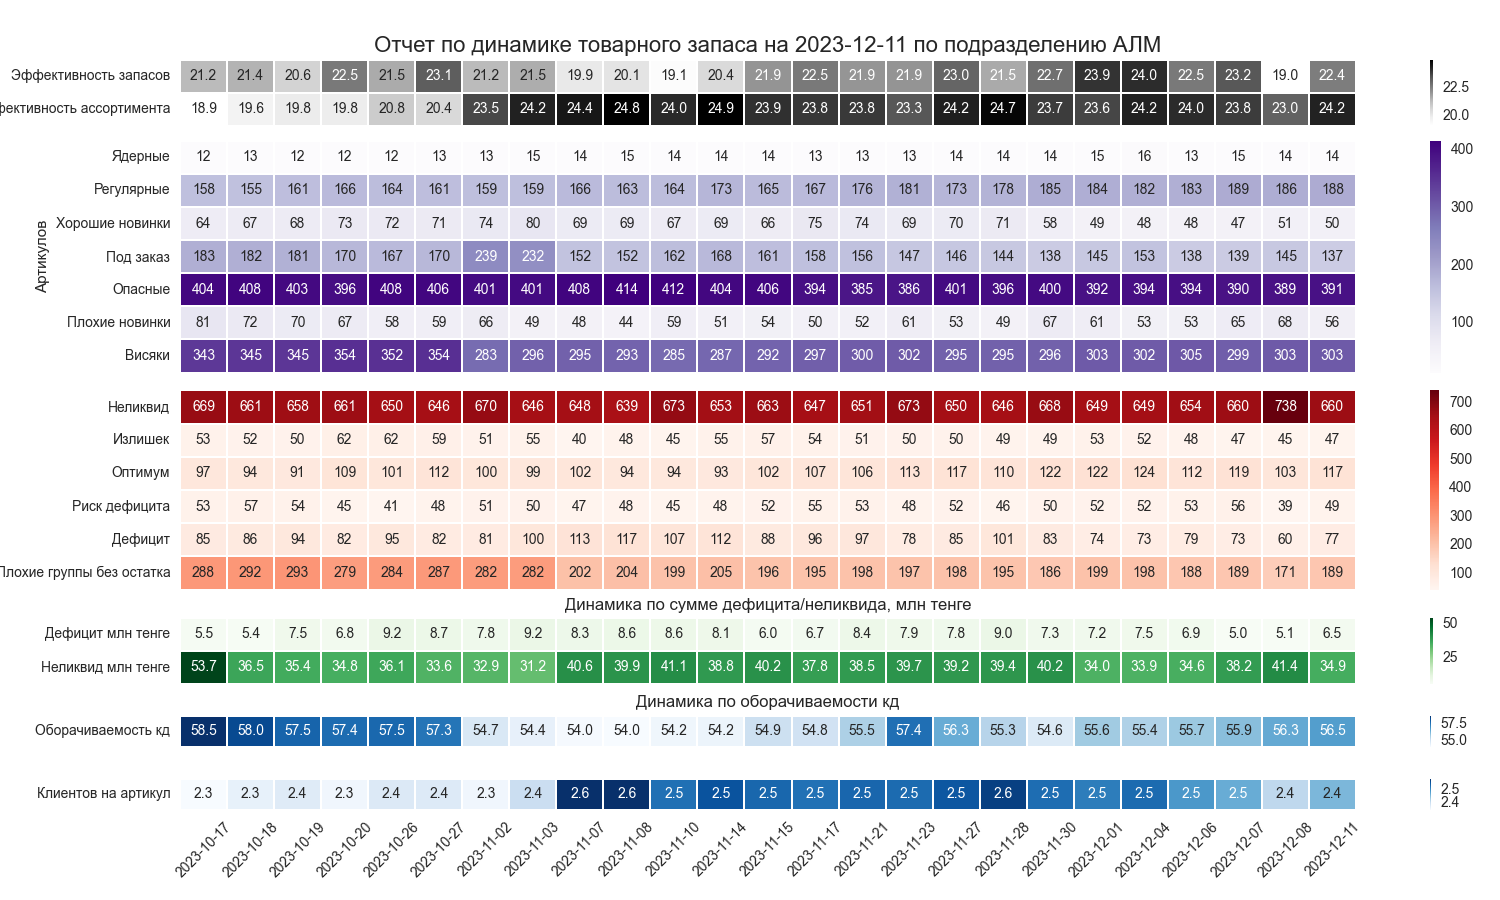 Отчет по динамике товарного запаса на 2023-12-11 по подразделению АЛМ
Эффективность запасов 21.2 21.4 20.6 22.5 21.5 23.1 21.2 21.5 19.9 20.1 19.1 20.4 21.9 22.5 21.9 21.9 23.0 21.5 22.7 23.9 24.0 22.5 23.2 19.0 22.4
фективность ассортимента 18.9 19.6 19.8 19.8 20.8 20.4 23.5 24.2 24.4 24.8 24.0 24.9 23.9 23.8 23.8 23.3 24.2 24.7 23.7 23.6 24.2 24.0 23.8 23.0 24.2
22.5
20.0
Артикулов
Ядерные 12 13 12 12 12 13 13 15 14 15 14 14 14 13 13 13 14 14 14 15 16 13 15 14 14
Регулярные 158 155 161 166 164 161 159 159 166 163 164 173 165 167 176 181 173 178 185 184 182 183 189 186 188
Хорошие новинки 64 67 68 73 72 71 74 80 69 69 67 69 66 75 74 69 70 71 58 49 48 48 47 51 50
Под заказ 183 182 181 170 167 170 239 232 152 152 162 168 161 158 156 147 146 144 138 145 153 138 139 145 137
Опасные 404 408 403 396 408 406 401 401 408 414 412 404 406 394 385 386 401 396 400 392 394 394 390 389 391
Плохие новинки 81 72 70 67 58 59 66 49 48 44 59 51 54 50 52 61 53 49 67 61 53 53 65 68 56
Висяки 343 345 345 354 352 354 283 296 295 293 285 287 292 297 300 302 295 295 296 303 302 305 299 303 303
400
300
200
100
Неликвид 669 661 658 661 650 646 670 646 648 639 673 653 663 647 651 673 650 646 668 649 649 654 660 738 660
Излишек 53 52 50 62 62 59 51 55 40 48 45 55 57 54 51 50 50 49 49 53 52 48 47 45 47
Оптимум 97 94 91 109 101 112 100 99 102 94 94 93 102 107 106 113 117 110 122 122 124 112 119 103 117
Риск дефицита 53 57 54 45 41 48 51 50 47 48 45 48 52 55 53 48 52 46 50 52 52 53 56 39 49
Дефицит 85 86 94 82 95 82 81 100 113 117 107 112 88 96 97 78 85 101 83 74 73 79 73 60 77
Плохие группы без остатка 288 292 293 279 284 287 282 282 202 204 199 205 196 195 198 197 198 195 186 199 198 188 189 171 189
700
600
500
400
300
200
100
Динамика по сумме дефицита/неликвида, млн тенге
Дефицит млн тенге 5.5 5.4 7.5 6.8 9.2 8.7 7.8 9.2 8.3 8.6 8.6 8.1 6.0 6.7 8.4 7.9 7.8 9.0 7.3 7.2 7.5 6.9 5.0 5.1 6.5
Неликвид млн тенге 53.7 36.5 35.4 34.8 36.1 33.6 32.9 31.2 40.6 39.9 41.1 38.8 40.2 37.8 38.5 39.7 39.2 39.4 40.2 34.0 33.9 34.6 38.2 41.4 34.9
50
25
Динамика по оборачиваемости кд
Оборачиваемость кд 58.5 58.0 57.5 57.4 57.5 57.3 54.7 54.4 54.0 54.0 54.2 54.2 54.9 54.8 55.5 57.4 56.3 55.3 54.6 55.6 55.4 55.7 55.9 56.3 56.5
57.5
55.0
Клиентов на артикул 2.3 2.3 2.4 2.3 2.4 2.4 2.3 2.4 2.6 2.6 2.5 2.5 2.5 2.5 2.5 2.5 2.5 2.6 2.5 2.5 2.5 2.5 2.5 2.4 2.4
2.5
2.4
2023-10-17 2023-10-18 2023-10-19 2023-10-20 2023-10-26 2023-10-27 2023-11-02 2023-11-03 2023-11-07 2023-11-08 2023-11-10 2023-11-14 2023-11-15 2023-11-17 2023-11-21 2023-11-23 2023-11-27 2023-11-28 2023-11-30 2023-12-01 2023-12-04 2023-12-06 2023-12-07 2023-12-08 2023-12-11